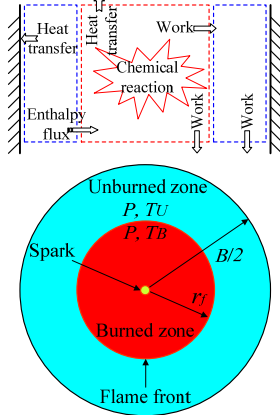 Heat
transfer
Heat
transfer
Work
Chemical
reaction
Enthalpy
flux
Work
Work
Unburned zone
P, TU
P, TB
Spark
B/2
rf
Burned zone
Flame front